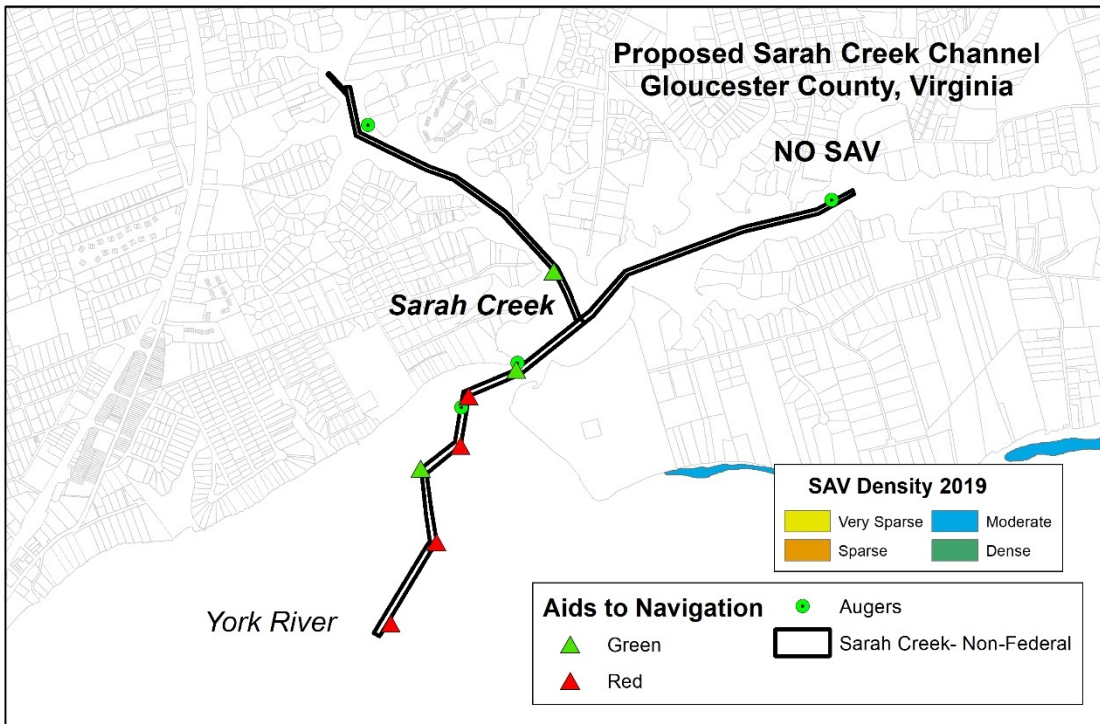 Proposed Sarah Creek Channel
Gloucester County, Virginia
NO SAV
Sarah Creek
York River
SAV Density 2019
Very Sparse
Moderate
Sparse
Dense
Aids to Navigation
Augers
Green
Sarah Creek- Non-Federal
Red